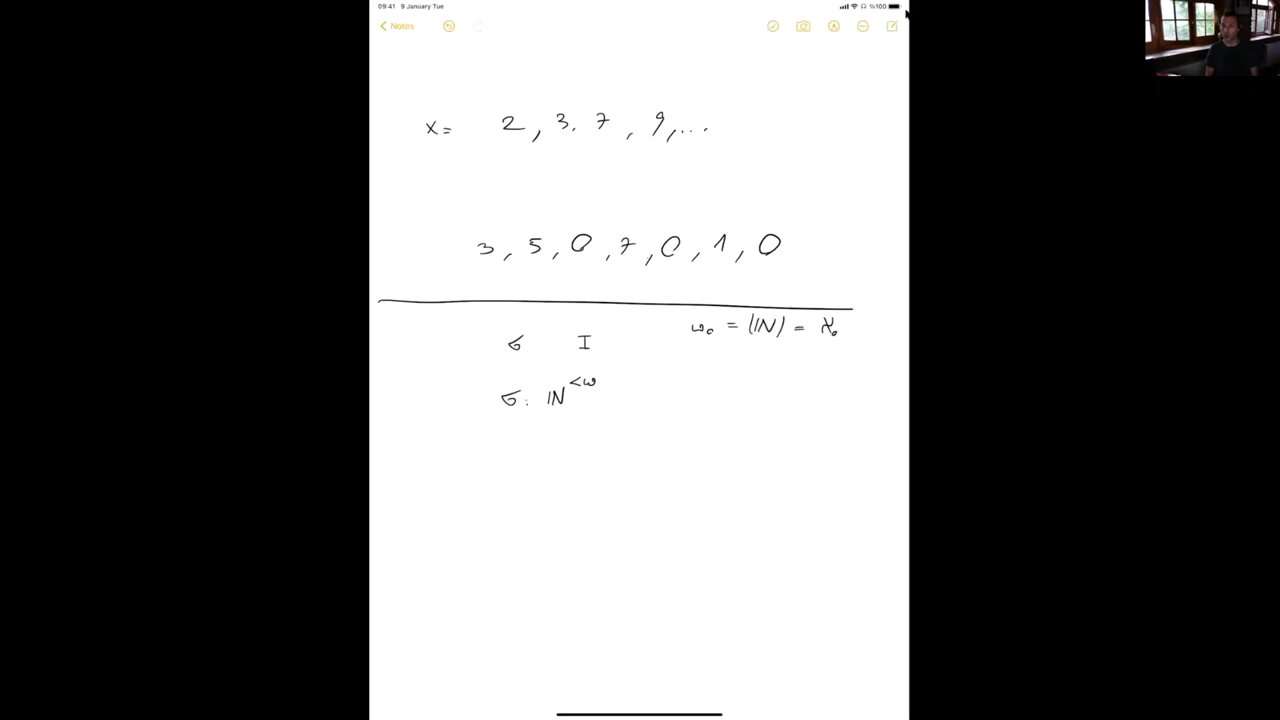 09:41 9 January Tue %100
Notes
x= 2, 3. 7, 9,...
3, 5, 0, 7, 0, 1, 0
σ I ω₀ = (ℕ) = ℵ₀
σ: ℕ^{<ω}